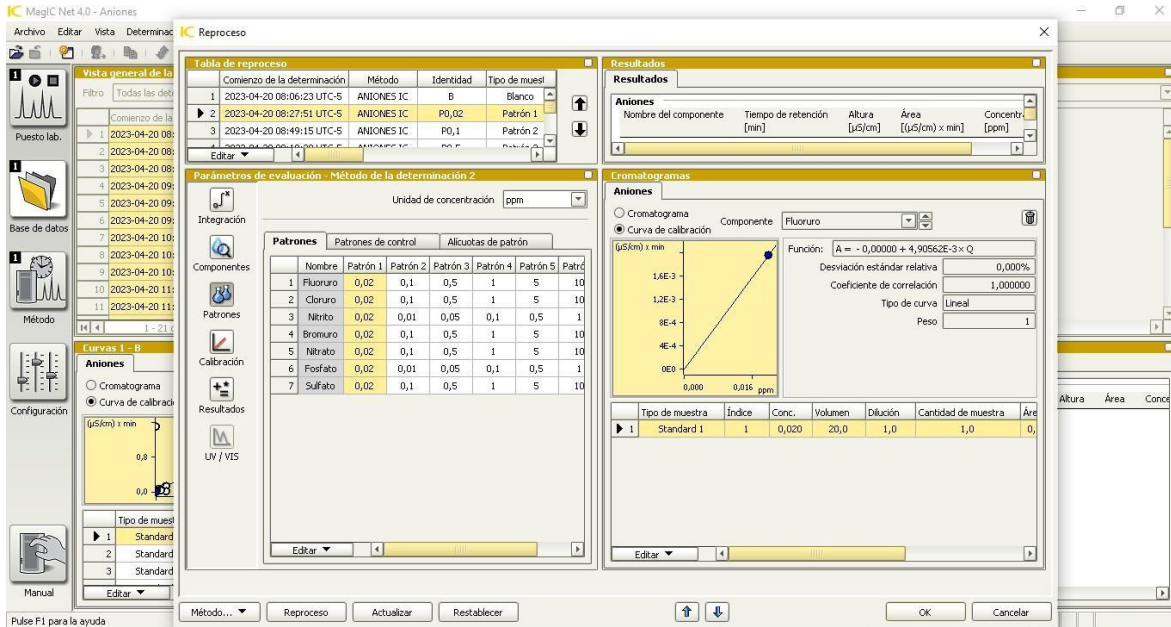 MagIC Net 4.0 - Aniones
Archivo Editar Vista Determinac
Reproceso
Puesto lab.
Base de datos
Método
Configuración
Manual
Vista general de la
Filtro Todas las dete
Comienzo de la
1 2023-04-20 08:
2 2023-04-20 08:
3 2023-04-20 08:
4 2023-04-20 09:
5 2023-04-20 09:
6 2023-04-20 09:
7 2023-04-20 10:
8 2023-04-20 10:
9 2023-04-20 10:
10 2023-04-20 11:
11 2023-04-20 11:
1 - 21 d
Curvas 1 - B
Aniones
Cromatograma
Curva de calibraci
(µS/cm) x min
0,8
0,0
Tipo de muest
1 Standard
2 Standard
3 Standard
Editar
Tabla de reproceso
Comienzo de la determinación Método Identidad Tipo de muest
1 2023-04-20 08:06:23 UTC-5 ANIONES IC B Blanco
2 2023-04-20 08:27:51 UTC-5 ANIONES IC P0,02 Patrón 1
3 2023-04-20 08:49:15 UTC-5 ANIONES IC P0,1 Patrón 2
Editar
Parámetros de evaluación - Método de la determinación 2
Integración
Componentes
Patrones
Calibración
Resultados
UV / VIS
Unidad de concentración ppm
Patrones Patrones de control Alícuotas de patrón
Nombre Patrón 1 Patrón 2 Patrón 3 Patrón 4 Patrón 5 Patró
1 Fluoruro 0,02 0,1 0,5 1 5 10
2 Cloruro 0,02 0,1 0,5 1 5 10
3 Nitrito 0,02 0,01 0,05 0,1 0,5 1
4 Bromuro 0,02 0,1 0,5 1 5 10
5 Nitrato 0,02 0,1 0,5 1 5 10
6 Fosfato 0,02 0,01 0,05 0,1 0,5 1
7 Sulfato 0,02 0,1 0,5 1 5 10
Editar
Resultados
Resultados
Aniones
Nombre del componente Tiempo de retención Altura Área Concentr
[min] [µS/cm] [(µS/cm) x min] [ppm]
Cromatogramas
Aniones
Cromatograma
Curva de calibración
Componente Fluoruro
(µS/cm) x min
1,6E-3
1,2E-3
8E-4
4E-4
0E0
0,000 0,016 ppm
Función: A = - 0,00000 + 4,90562E-3 × Q
Desviación estándar relativa 0,000%
Coeficiente de correlación 1,000000
Tipo de curva Lineal
Peso 1
Tipo de muestra Índice Conc. Volumen Dilución Cantidad de muestra Áre
1 Standard 1 1 0,020 20,0 1,0 1,0 0,
Editar
Altura Área Conce
Método... Reproceso Actualizar Restablecer OK Cancelar
Pulse F1 para la ayuda